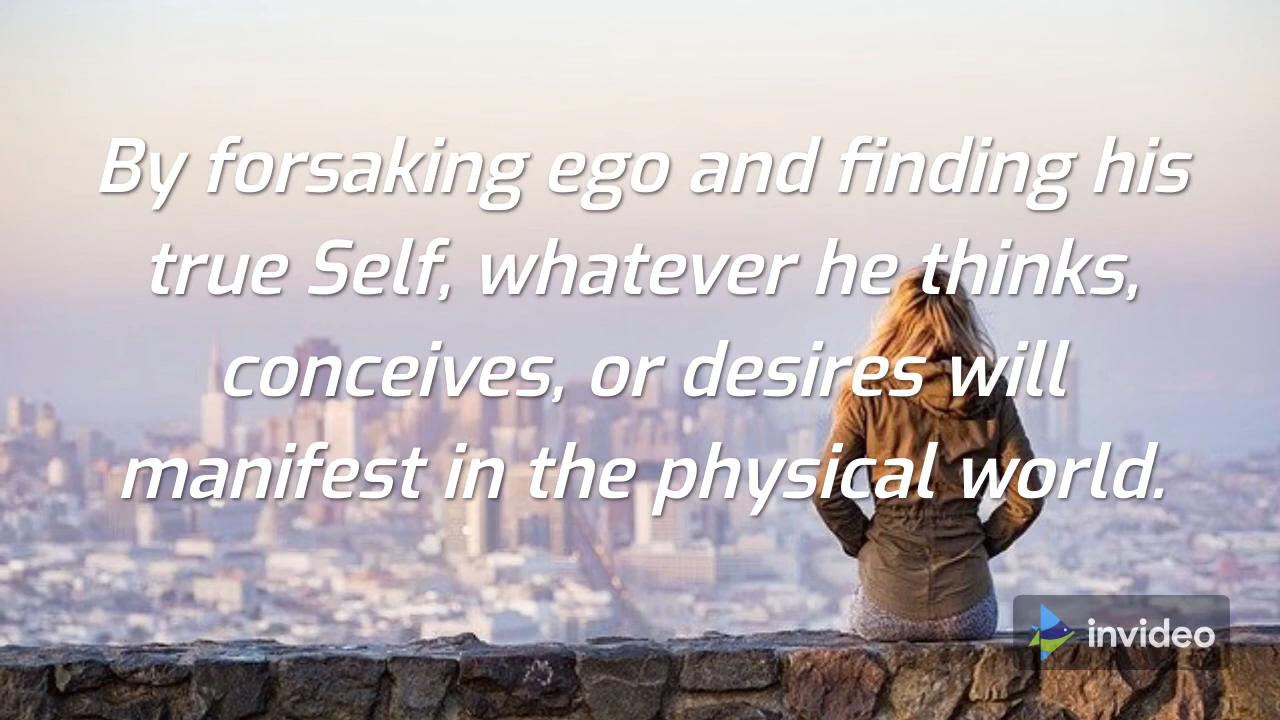 By forsaking ego and finding his
true Self, whatever he thinks,
conceives, or desires will
manifest in the physical world.
invideo